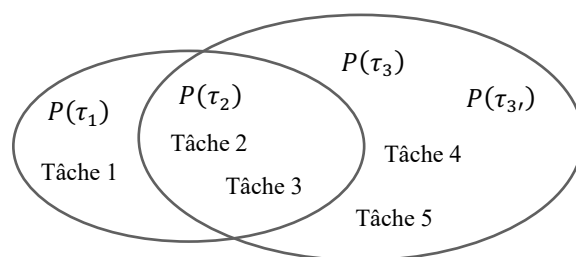 P(τ₁)
Tâche 1
P(τ₂)
Tâche 2
Tâche 3
P(τ₃)
P(τ₃′)
Tâche 4
Tâche 5